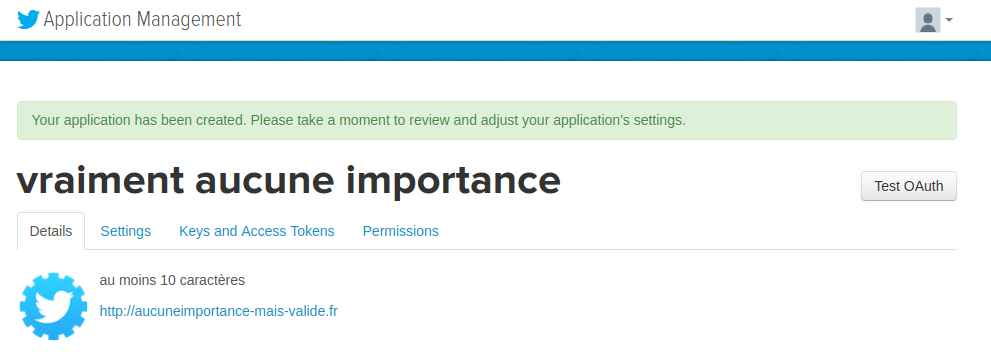 Application Management
Your application has been created. Please take a moment to review and adjust your application's settings.
vraiment aucune importance
Test OAuth
Details Settings Keys and Access Tokens Permissions
au moins 10 caractères
http://aucuneimportance-mais-valide.fr